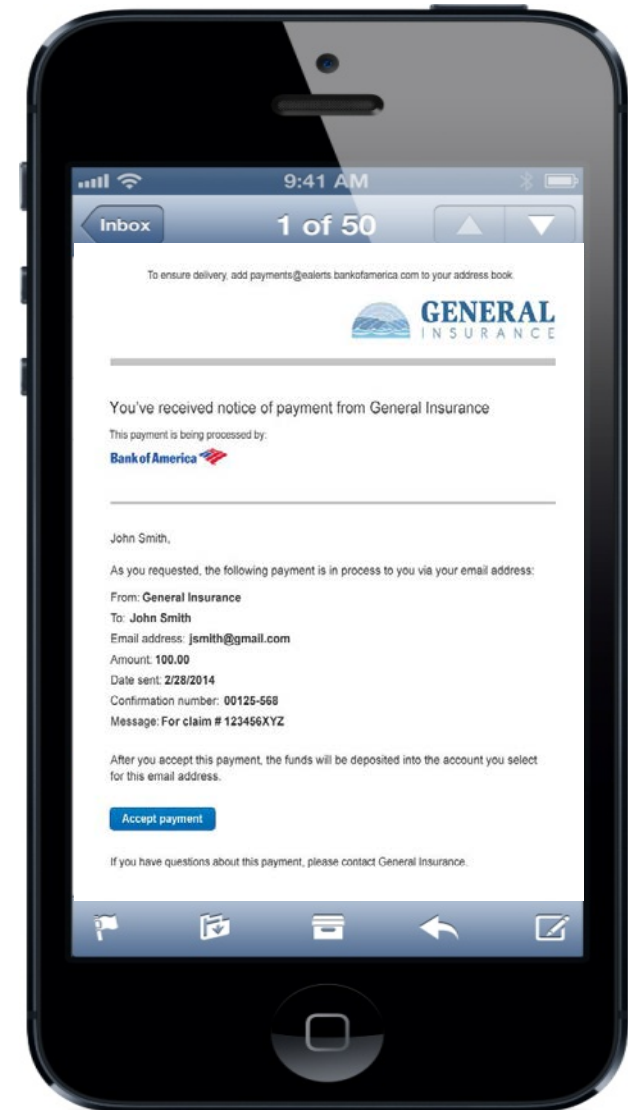 9:41 AM
Inbox
1 of 50
To ensure delivery, add payments@ealerts.bankofamerica.com to your address book.
GENERAL
INSURANCE
You've received notice of payment from General Insurance
This payment is being processed by:
Bank of America
John Smith,
As you requested, the following payment is in process to you via your email address:
From: General Insurance
To: John Smith
Email address: jsmith@gmail.com
Amount: 100.00
Date sent: 2/28/2014
Confirmation number: 00125-568
Message: For claim # 123456XYZ
After you accept this payment, the funds will be deposited into the account you select
for this email address.
Accept payment
If you have questions about this payment, please contact General Insurance.